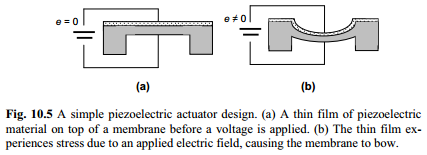 e = 0
e ≠ 0
(a)
(b)
Fig. 10.5 A simple piezoelectric actuator design. (a) A thin film of piezoelectric
material on top of a membrane before a voltage is applied. (b) The thin film ex-
periences stress due to an applied electric field, causing the membrane to bow.